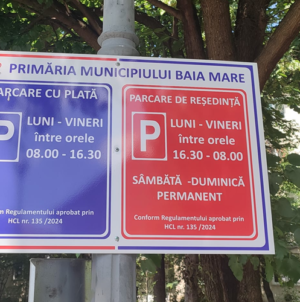 PRIMĂRIA MUNICIPIULUI BAIA MARE
PARCARE CU PLATĂ
P
LUNI - VINERI
între orele
08.00 - 16.30
Conform Regulamentului aprobat prin
HCL nr. 135 /2024
PARCARE DE REȘEDINȚĂ
P
LUNI - VINERI
între orele
16.30 - 08.00
SÂMBĂTĂ -DUMINICĂ
PERMANENT
Conform Regulamentului aprobat prin
HCL nr. 135 /2024